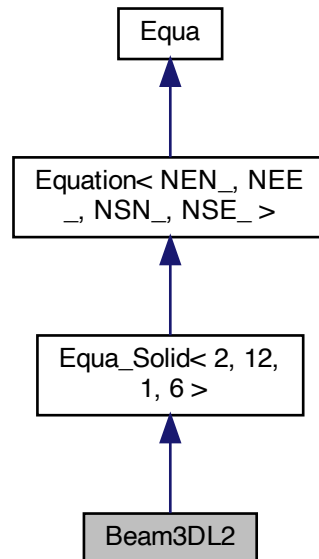 Equa
Equation< NEN_, NEE
_, NSN_, NSE_ >
Equa_Solid< 2, 12,
1, 6 >
Beam3DL2